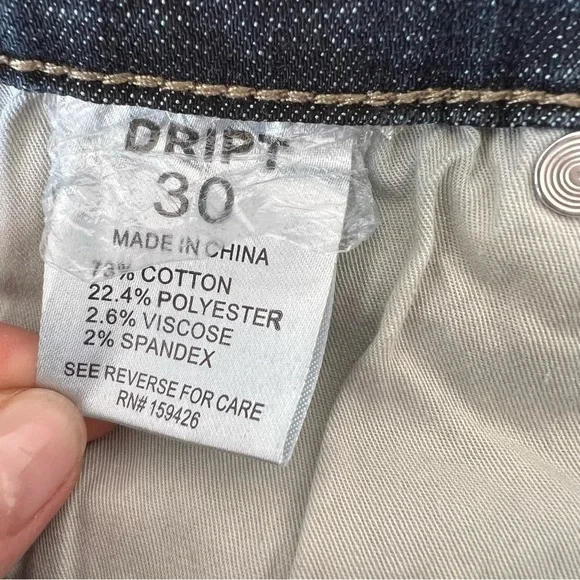 DRIPT
30
MADE IN CHINA
73% COTTON
22.4% POLYESTER
2.6% VISCOSE
2% SPANDEX
SEE REVERSE FOR CARE
RN# 159426